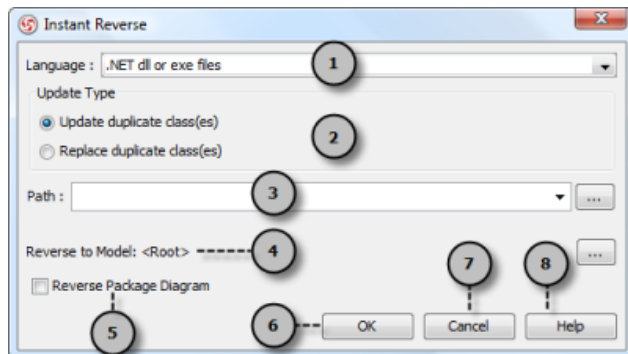 Instant Reverse
Language : .NET dll or exe files
1
Update Type
Update duplicate class(es)
2
Replace duplicate class(es)
Path :
3
...
Reverse to Model: <Root>
4
...
7
8
Reverse Package Diagram
5
6
OK
Cancel
Help